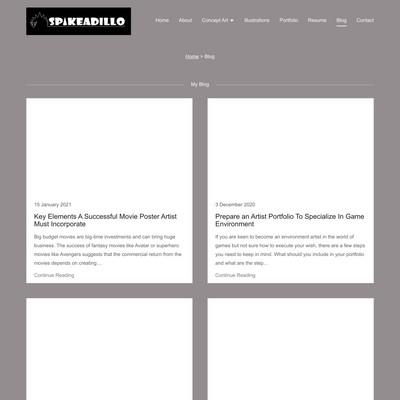 SPIKEADILLO
Home About Concept Art Illustrations Portfolio Resume Blog Contact
Home > Blog
My Blog
15 January 2021
Key Elements A Successful Movie Poster Artist
Must Incorporate
Big budget movies are big-time investments and can bring huge
business. The success of fantasy movies like Avatar or superhero
movies like Avengers suggests that the commercial return from the
movies depends on creating…
Continue Reading
3 December 2020
Prepare an Artist Portfolio To Specialize In Game
Environment
If you are keen to become an environment artist in the world of
games but not sure how to execute your wish, there are a few steps
you need to keep in mind. What should you include in your portfolio
and what are the step…
Continue Reading